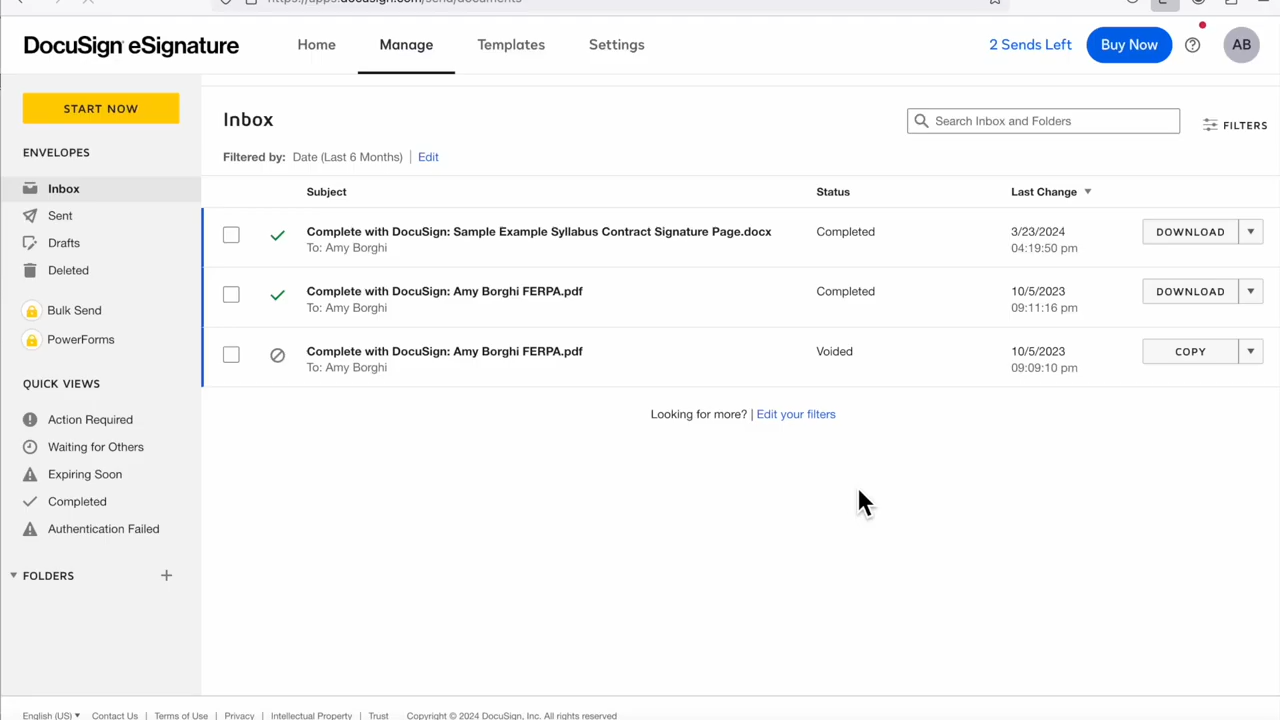 https://apps.docusign.com/send/documents
DocuSign eSignature
Home
Manage
Templates
Settings
2 Sends Left
Buy Now
AB
START NOW
ENVELOPES
Inbox
Sent
Drafts
Deleted
Bulk Send
PowerForms
QUICK VIEWS
Action Required
Waiting for Others
Expiring Soon
Completed
Authentication Failed
FOLDERS
Inbox
Search Inbox and Folders
FILTERS
Filtered by: Date (Last 6 Months) | Edit
Subject
Status
Last Change
Complete with DocuSign: Sample Example Syllabus Contract Signature Page.docx
To: Amy Borghi
Completed
3/23/2024
04:19:50 pm
DOWNLOAD
Complete with DocuSign: Amy Borghi FERPA.pdf
To: Amy Borghi
Completed
10/5/2023
09:11:16 pm
DOWNLOAD
Complete with DocuSign: Amy Borghi FERPA.pdf
To: Amy Borghi
Voided
10/5/2023
09:09:10 pm
COPY
Looking for more? | Edit your filters
English (US) | Contact Us | Terms of Use | Privacy | Intellectual Property | Trust Copyright © 2024 DocuSign, Inc. All rights reserved